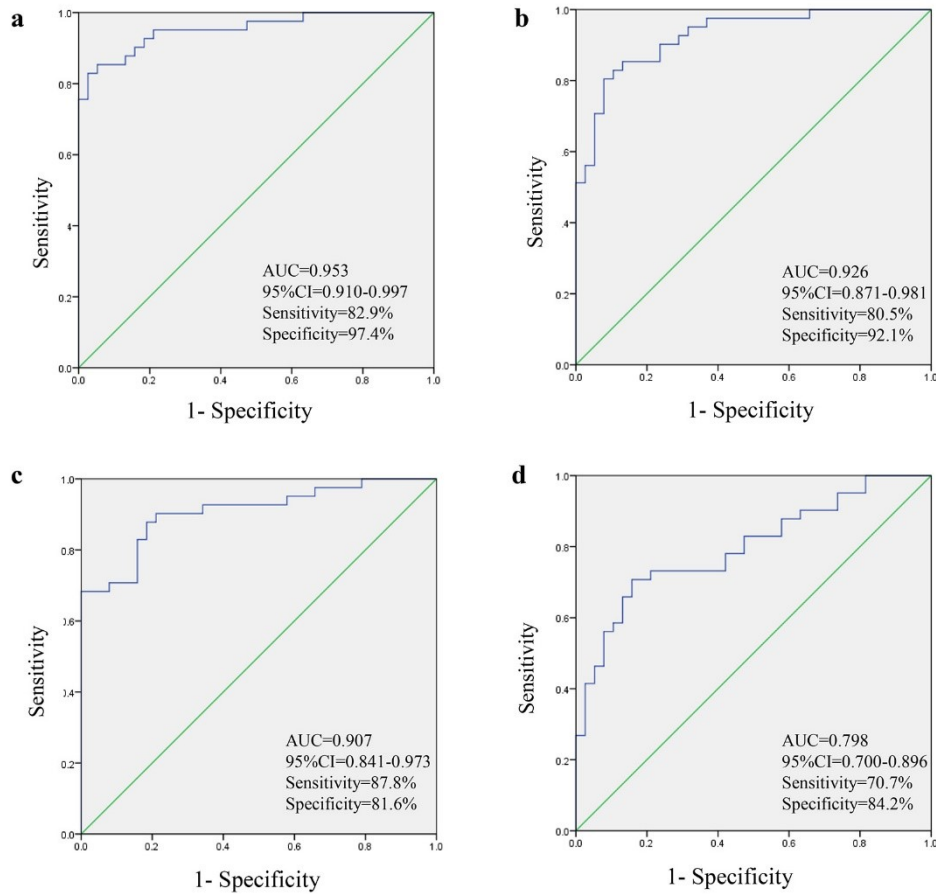 a
1.0
0.8
0.6
.4
0.2
0.0
Sensitivity
AUC=0.953
95%CI=0.910-0.997
Sensitivity=82.9%
Specificity=97.4%
0.0 0.2 0.4 0.6 0.8 1.0
1- Specificity
b
1.0
0.8
.6
.4
0.2
0.0
Sensitivity
AUC=0.926
95%CI=0.871-0.981
Sensitivity=80.5%
Specificity=92.1%
0.0 0.2 0.4 0.6 0.8 1.0
1- Specificity
c
1.0
0.8
0.6
0.4
0.2
0.0
Sensitivity
AUC=0.907
95%CI=0.841-0.973
Sensitivity=87.8%
Specificity=81.6%
0.0 0.2 0.4 0.6 0.8 1.0
1- Specificity
d
1.0
0.8
0.6
0.4
0.2
0.0
Sensitivity
AUC=0.798
95%CI=0.700-0.896
Sensitivity=70.7%
Specificity=84.2%
0.0 0.2 0.4 0.6 0.8 1.0
1- Specificity